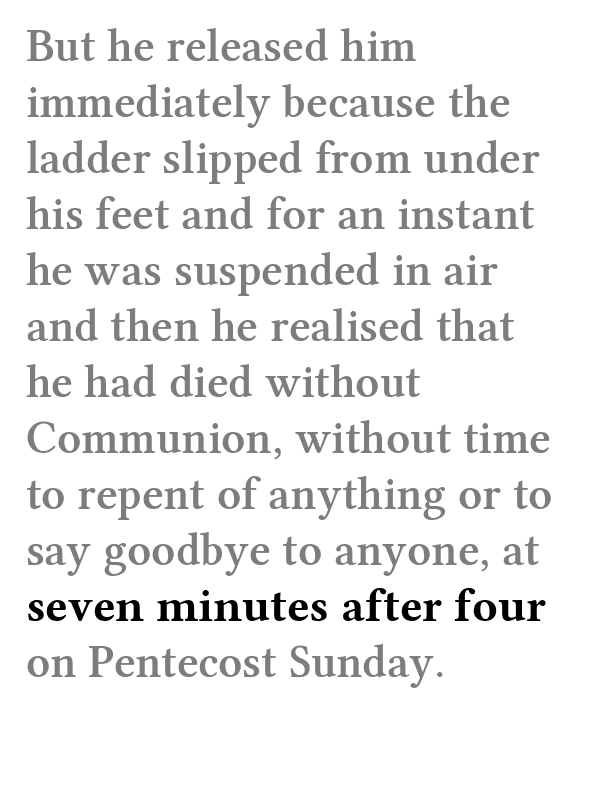 But he released him
immediately because the
ladder slipped from under
his feet and for an instant
he was suspended in air
and then he realised that
he had died without
Communion, without time
to repent of anything or to
say goodbye to anyone, at
seven minutes after four
on Pentecost Sunday.